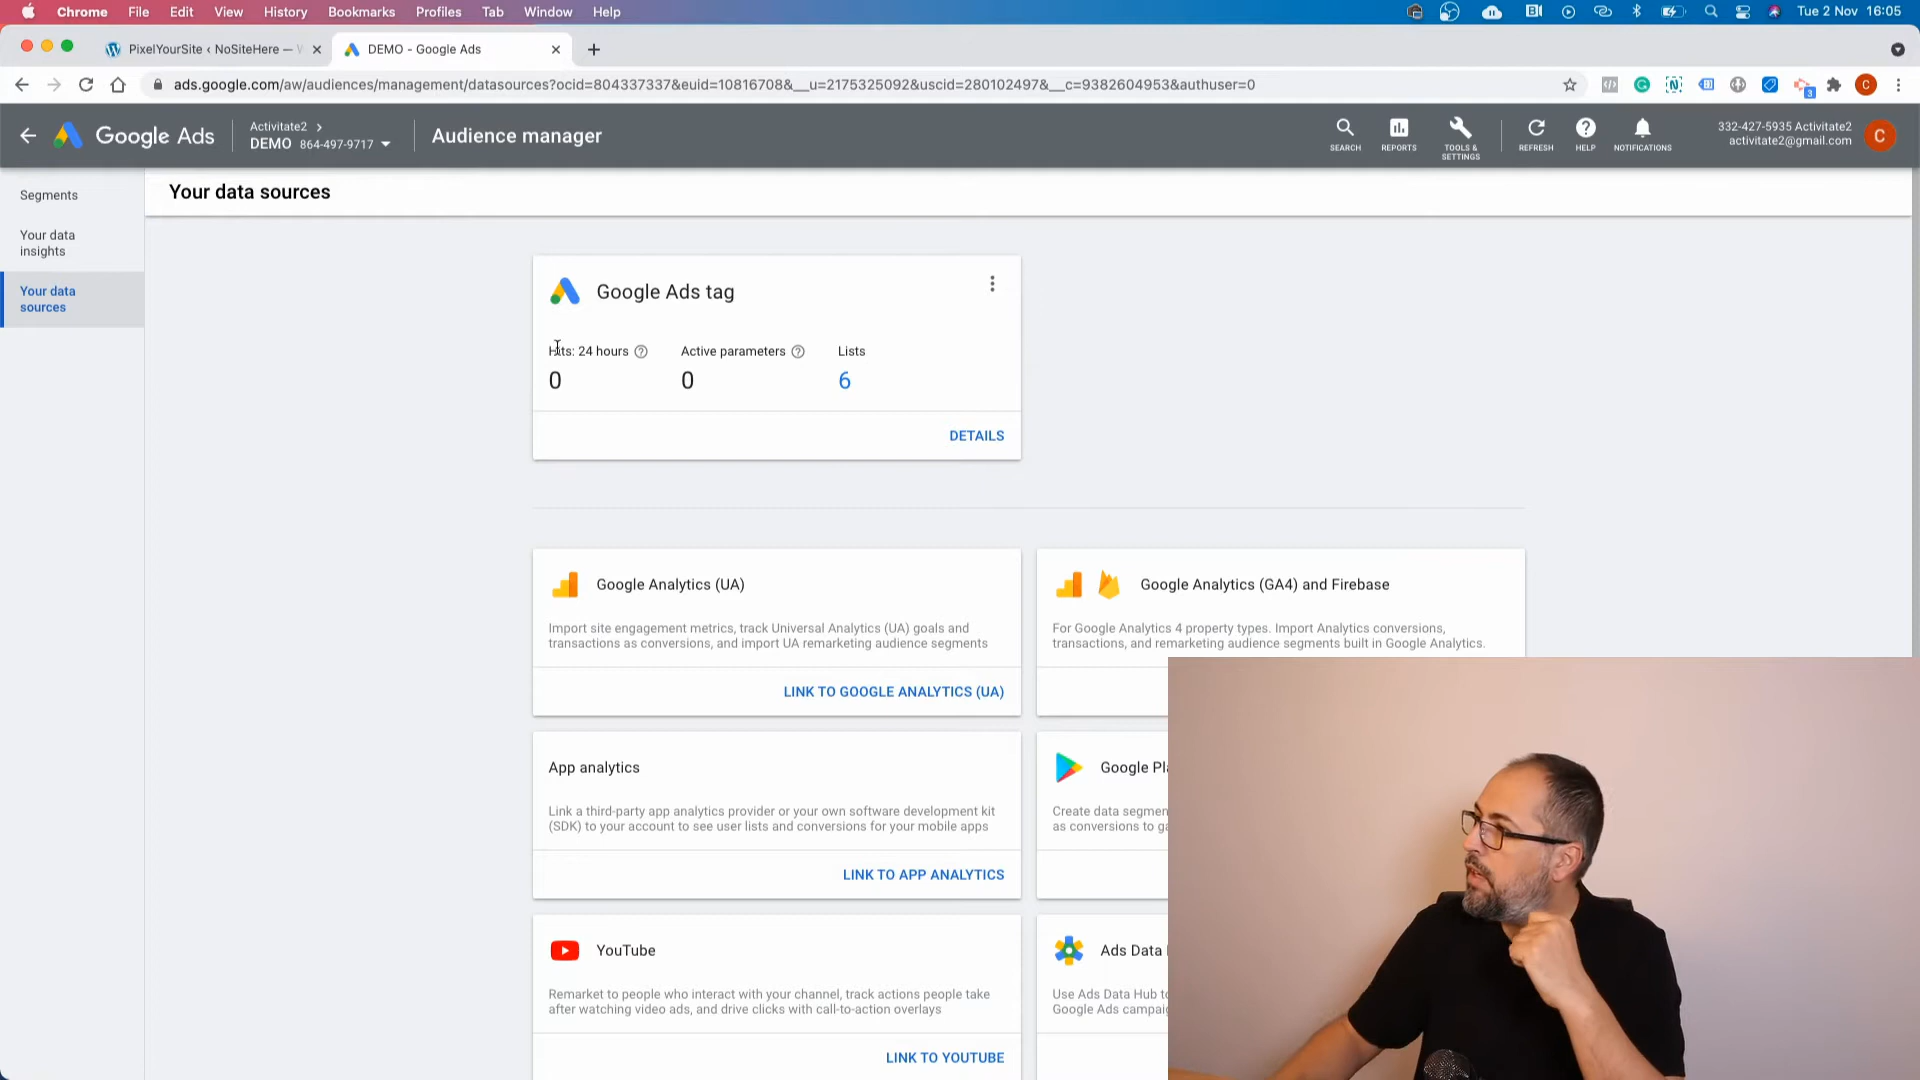 Chrome File Edit View History Bookmarks Profiles Tab Window Help
Tue 2 Nov 16:05
PixelYourSite ‹ NoSiteHere —
DEMO - Google Ads
ads.google.com/aw/audiences/management/datasources?ocid=804337337&euid=10816708&__u=2175325092&uscid=280102497&__c=9382604953&authuser=0
3
C
Google Ads
Activitate2
DEMO 864-497-9717
Audience manager
SEARCH
REPORTS
TOOLS & SETTINGS
REFRESH
HELP
NOTIFICATIONS
332-427-5935 Activitate2
activitate2@gmail.com
C
Segments
Your data
insights
Your data
sources
Your data sources
Google Ads tag
Hits: 24 hours
0
Active parameters
0
Lists
6
DETAILS
Google Analytics (UA)
Import site engagement metrics, track Universal Analytics (UA) goals and
transactions as conversions, and import UA remarketing audience segments
LINK TO GOOGLE ANALYTICS (UA)
Google Analytics (GA4) and Firebase
For Google Analytics 4 property types. Import Analytics conversions,
transactions, and remarketing audience segments built in Google Analytics.
App analytics
Link a third-party app analytics provider or your own software development kit
(SDK) to your account to see user lists and conversions for your mobile apps
LINK TO APP ANALYTICS
Google
Create data
as conversions to
YouTube
Remarket to people who interact with your channel, track actions people take
after watching video ads, and drive clicks with call-to-action overlays
LINK TO YOUTUBE
Ads Data
Use Ads Data Hub
Google Ads